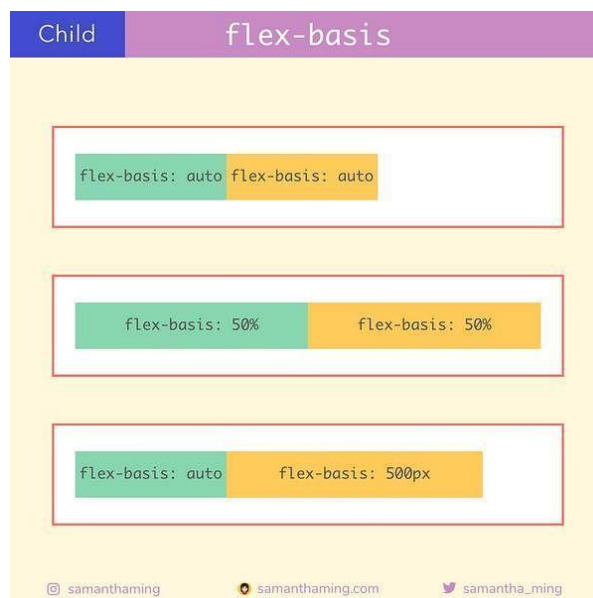 Child flex-basis
flex-basis: auto flex-basis: auto
flex-basis: 50% flex-basis: 50%
flex-basis: auto flex-basis: 500px
samanthaming samanthaming.com samantha_ming